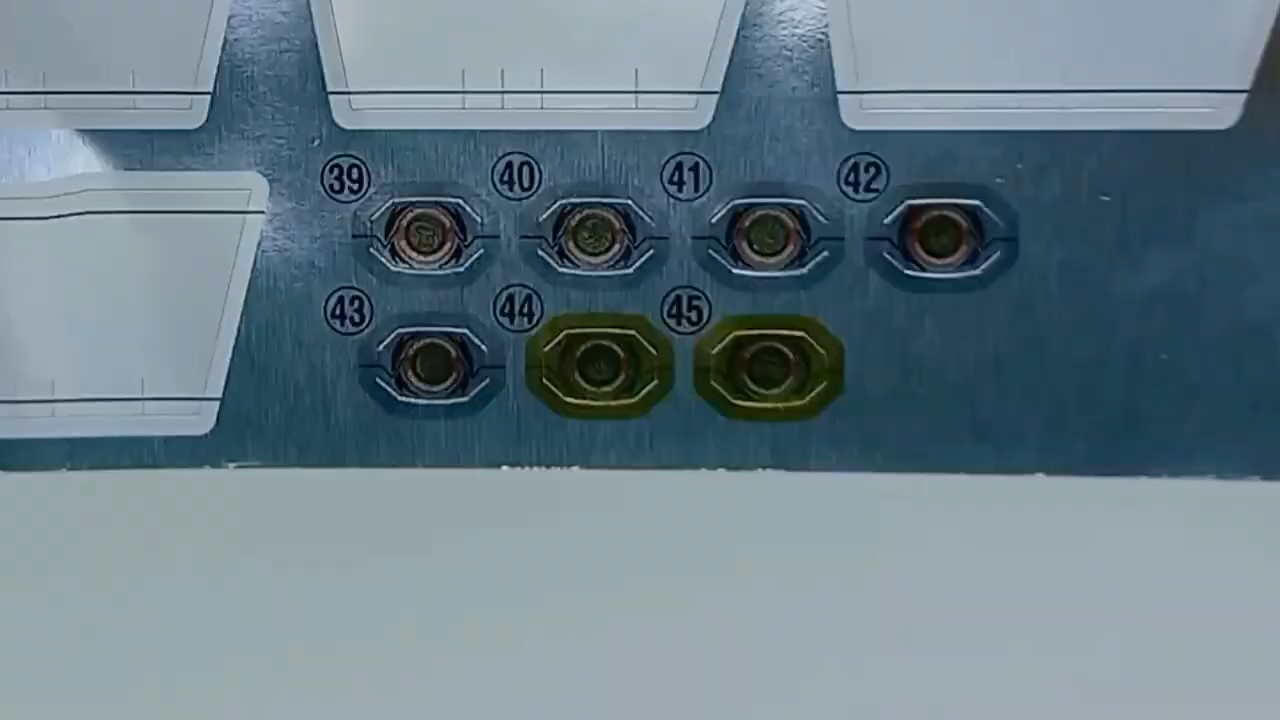 ㊴ ㊵ ㊶ ㊷
㊸ ㊹ ㊺